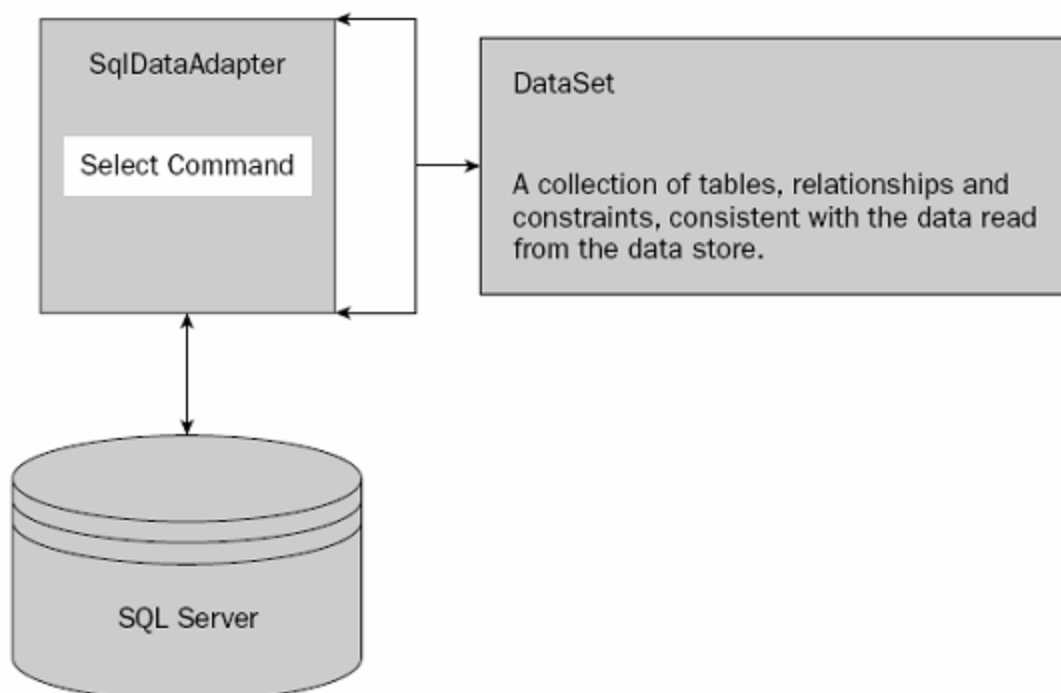 SqlDataAdapter
Select Command
DataSet
A collection of tables, relationships and
constraints, consistent with the data read
from the data store.
SQL Server